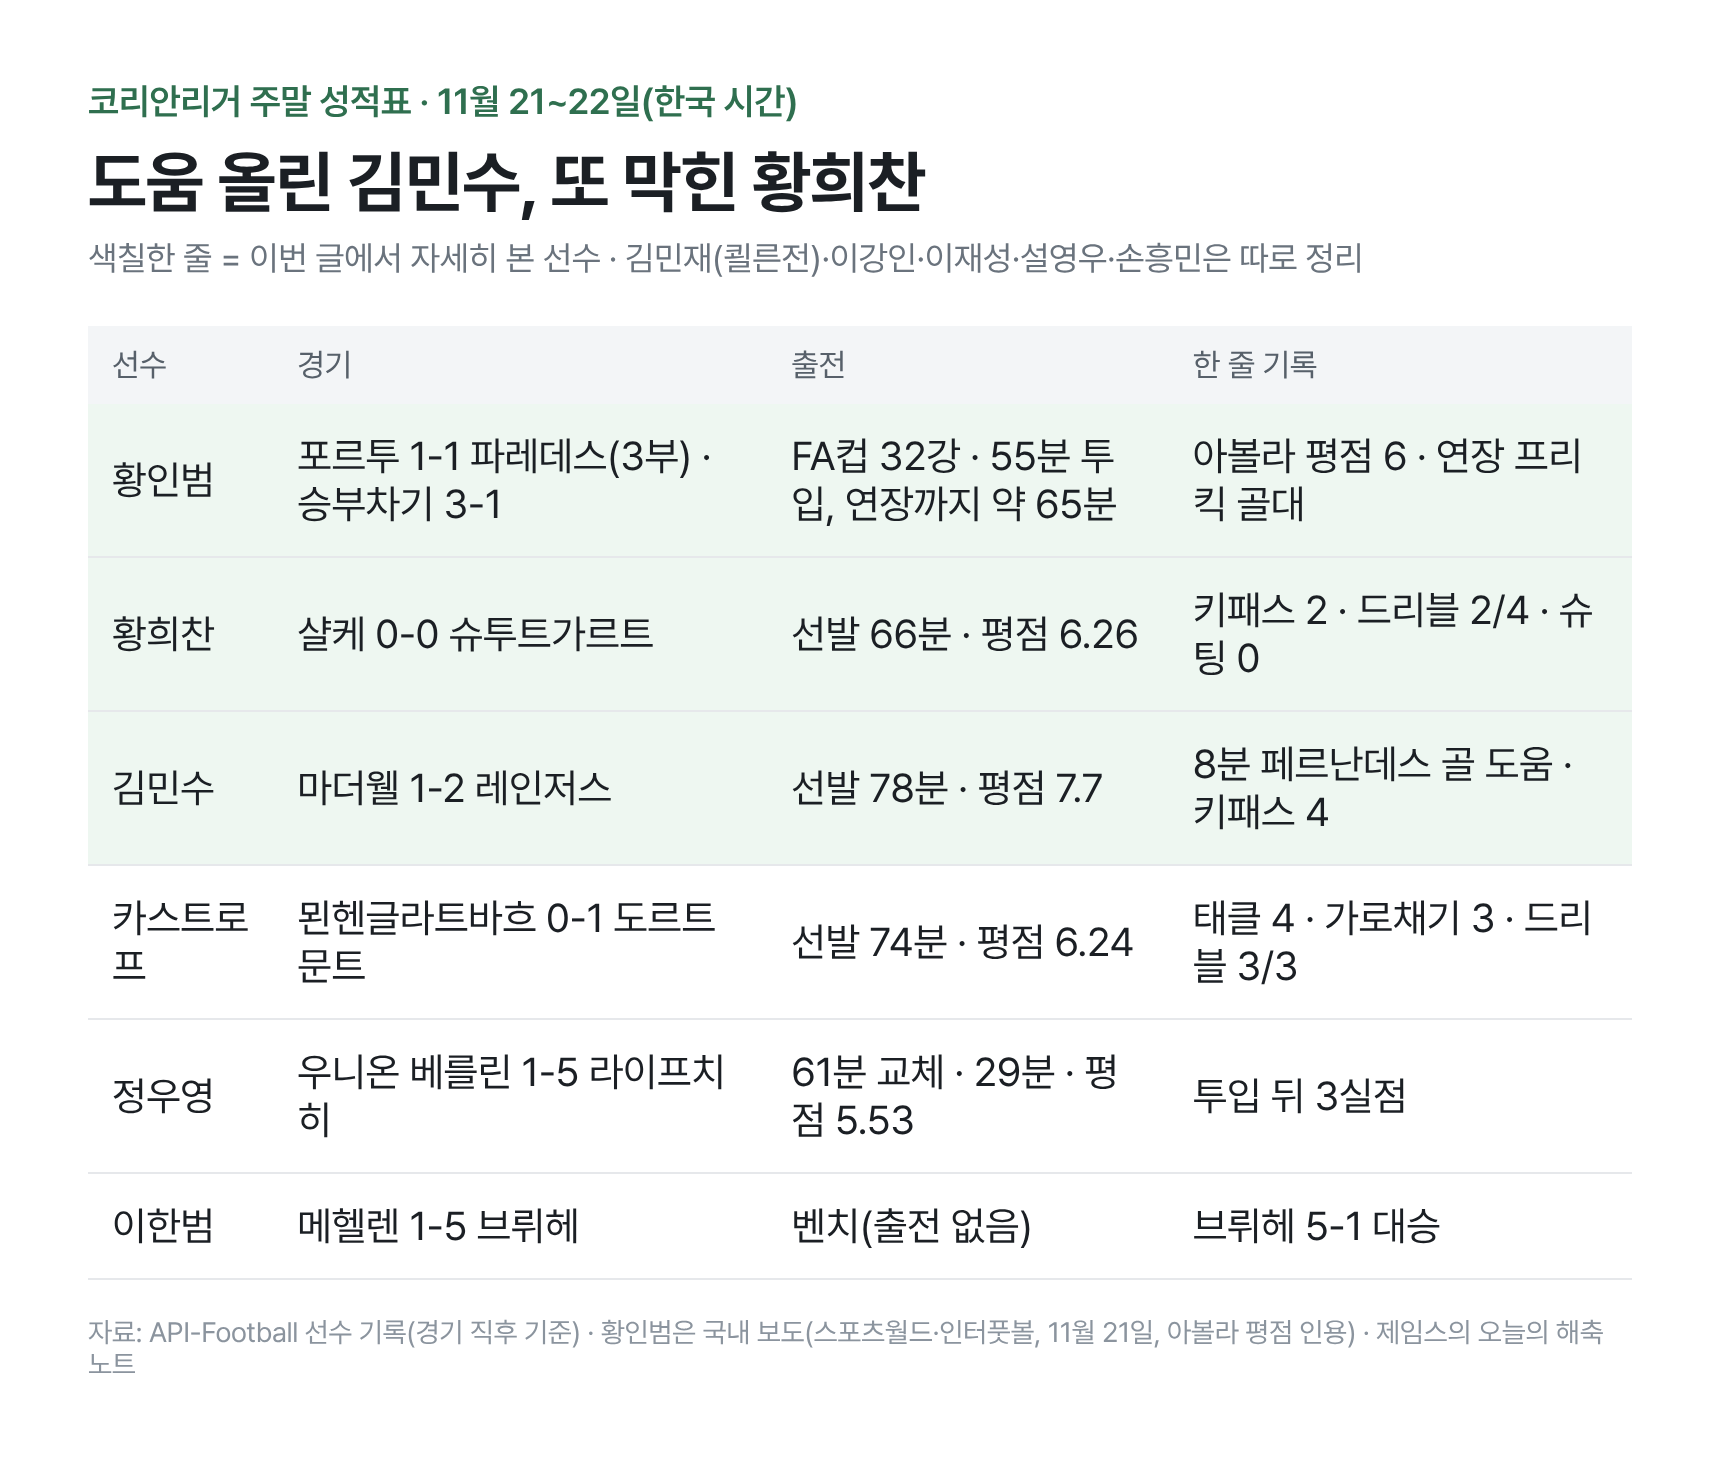 코리안리거 주말 성적표 · 11월 21~22일(한국 시간)
도움 올린 김민수, 또 막힌 황희찬
색칠한 줄 = 이번 글에서 자세히 본 선수 · 김민재(쾰른전)·이강인·이재성·설영우·손흥민은 따로 정리
선수 경기 출전 한 줄 기록
황인범
포르투 1-1 파레데스(3부) ·
승부차기 3-1
FA컵 32강 · 55분 투
입, 연장까지 약 65분
아볼라 평점 6 · 연장 프리
킥 골대
황희찬
샬케 0-0 슈투트가르트
선발 66분 · 평점 6.26
키패스 2 · 드리블 2/4 · 슈
팅 0
김민수
마더웰 1-2 레인저스
선발 78분 · 평점 7.7
8분 페르난데스 골 도움 ·
키패스 4
카스트로
프
묀헨글라트바흐 0-1 도르트
문트
선발 74분 · 평점 6.24
태클 4 · 가로채기 3 · 드리
블 3/3
정우영
우니온 베를린 1-5 라이프치
히
61분 교체 · 29분 · 평
점 5.53
투입 뒤 3실점
이한범
메헬렌 1-5 브뤼헤
벤치(출전 없음)
브뤼헤 5-1 대승
자료: API-Football 선수 기록(경기 직후 기준) · 황인범은 국내 보도(스포츠월드·인터풋볼, 11월 21일, 아볼라 평점 인용) · 제임스의 오늘의 해축
노트